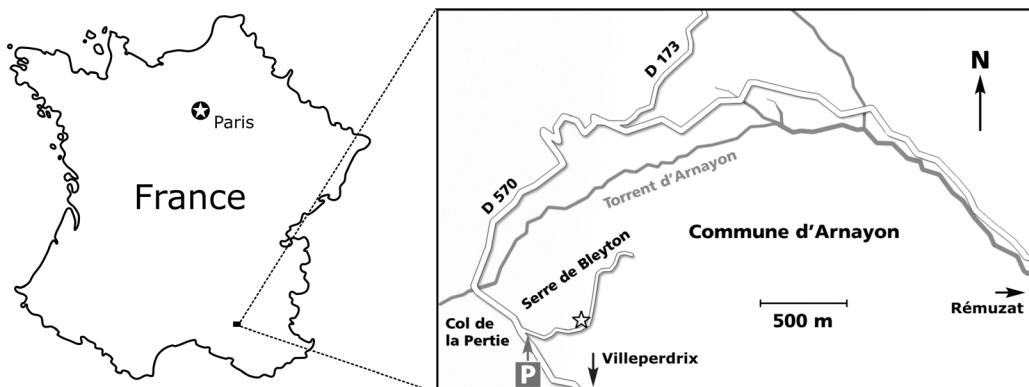 Paris
France
D 173
N
D 570
Torrent d'Arnayon
Commune d'Arnayon
Serre de Bleyton
Rémuzat
500 m
Col de
la Pertie
Villeperdrix
P